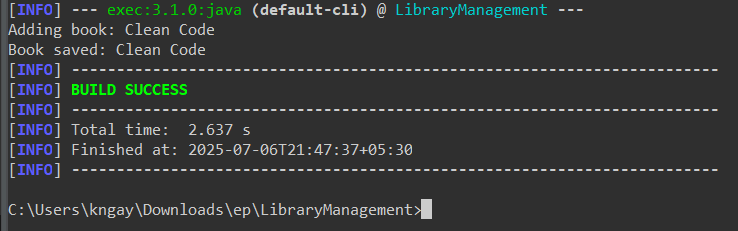 [INFO] --- exec:3.1.0:java (default-cli) @ LibraryManagement ---
Adding book: Clean Code
Book saved: Clean Code
[INFO] ------------------------------------------------------------------------
[INFO] BUILD SUCCESS
[INFO] ------------------------------------------------------------------------
[INFO] Total time:  2.637 s
[INFO] Finished at: 2025-07-06T21:47:37+05:30
[INFO] ------------------------------------------------------------------------
C:\Users\kngay\Downloads\ep\LibraryManagement>